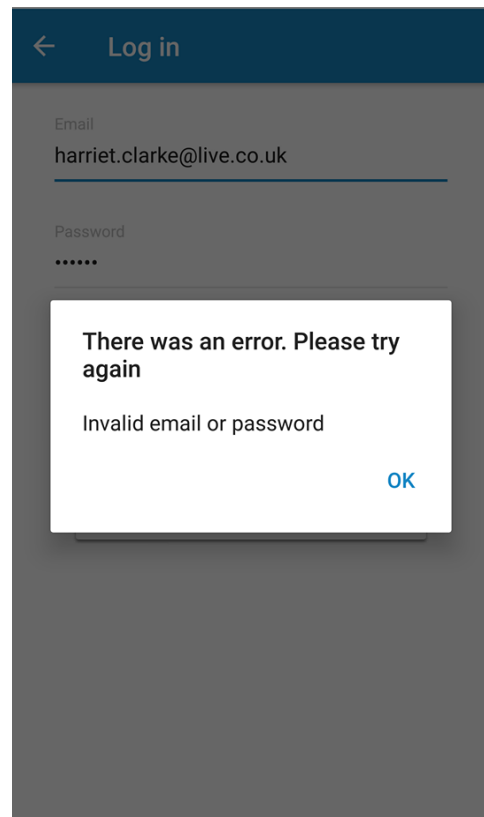 Log in
Email
harriet.clarke@live.co.uk
Password
••••••
There was an error. Please try
again
Invalid email or password
OK